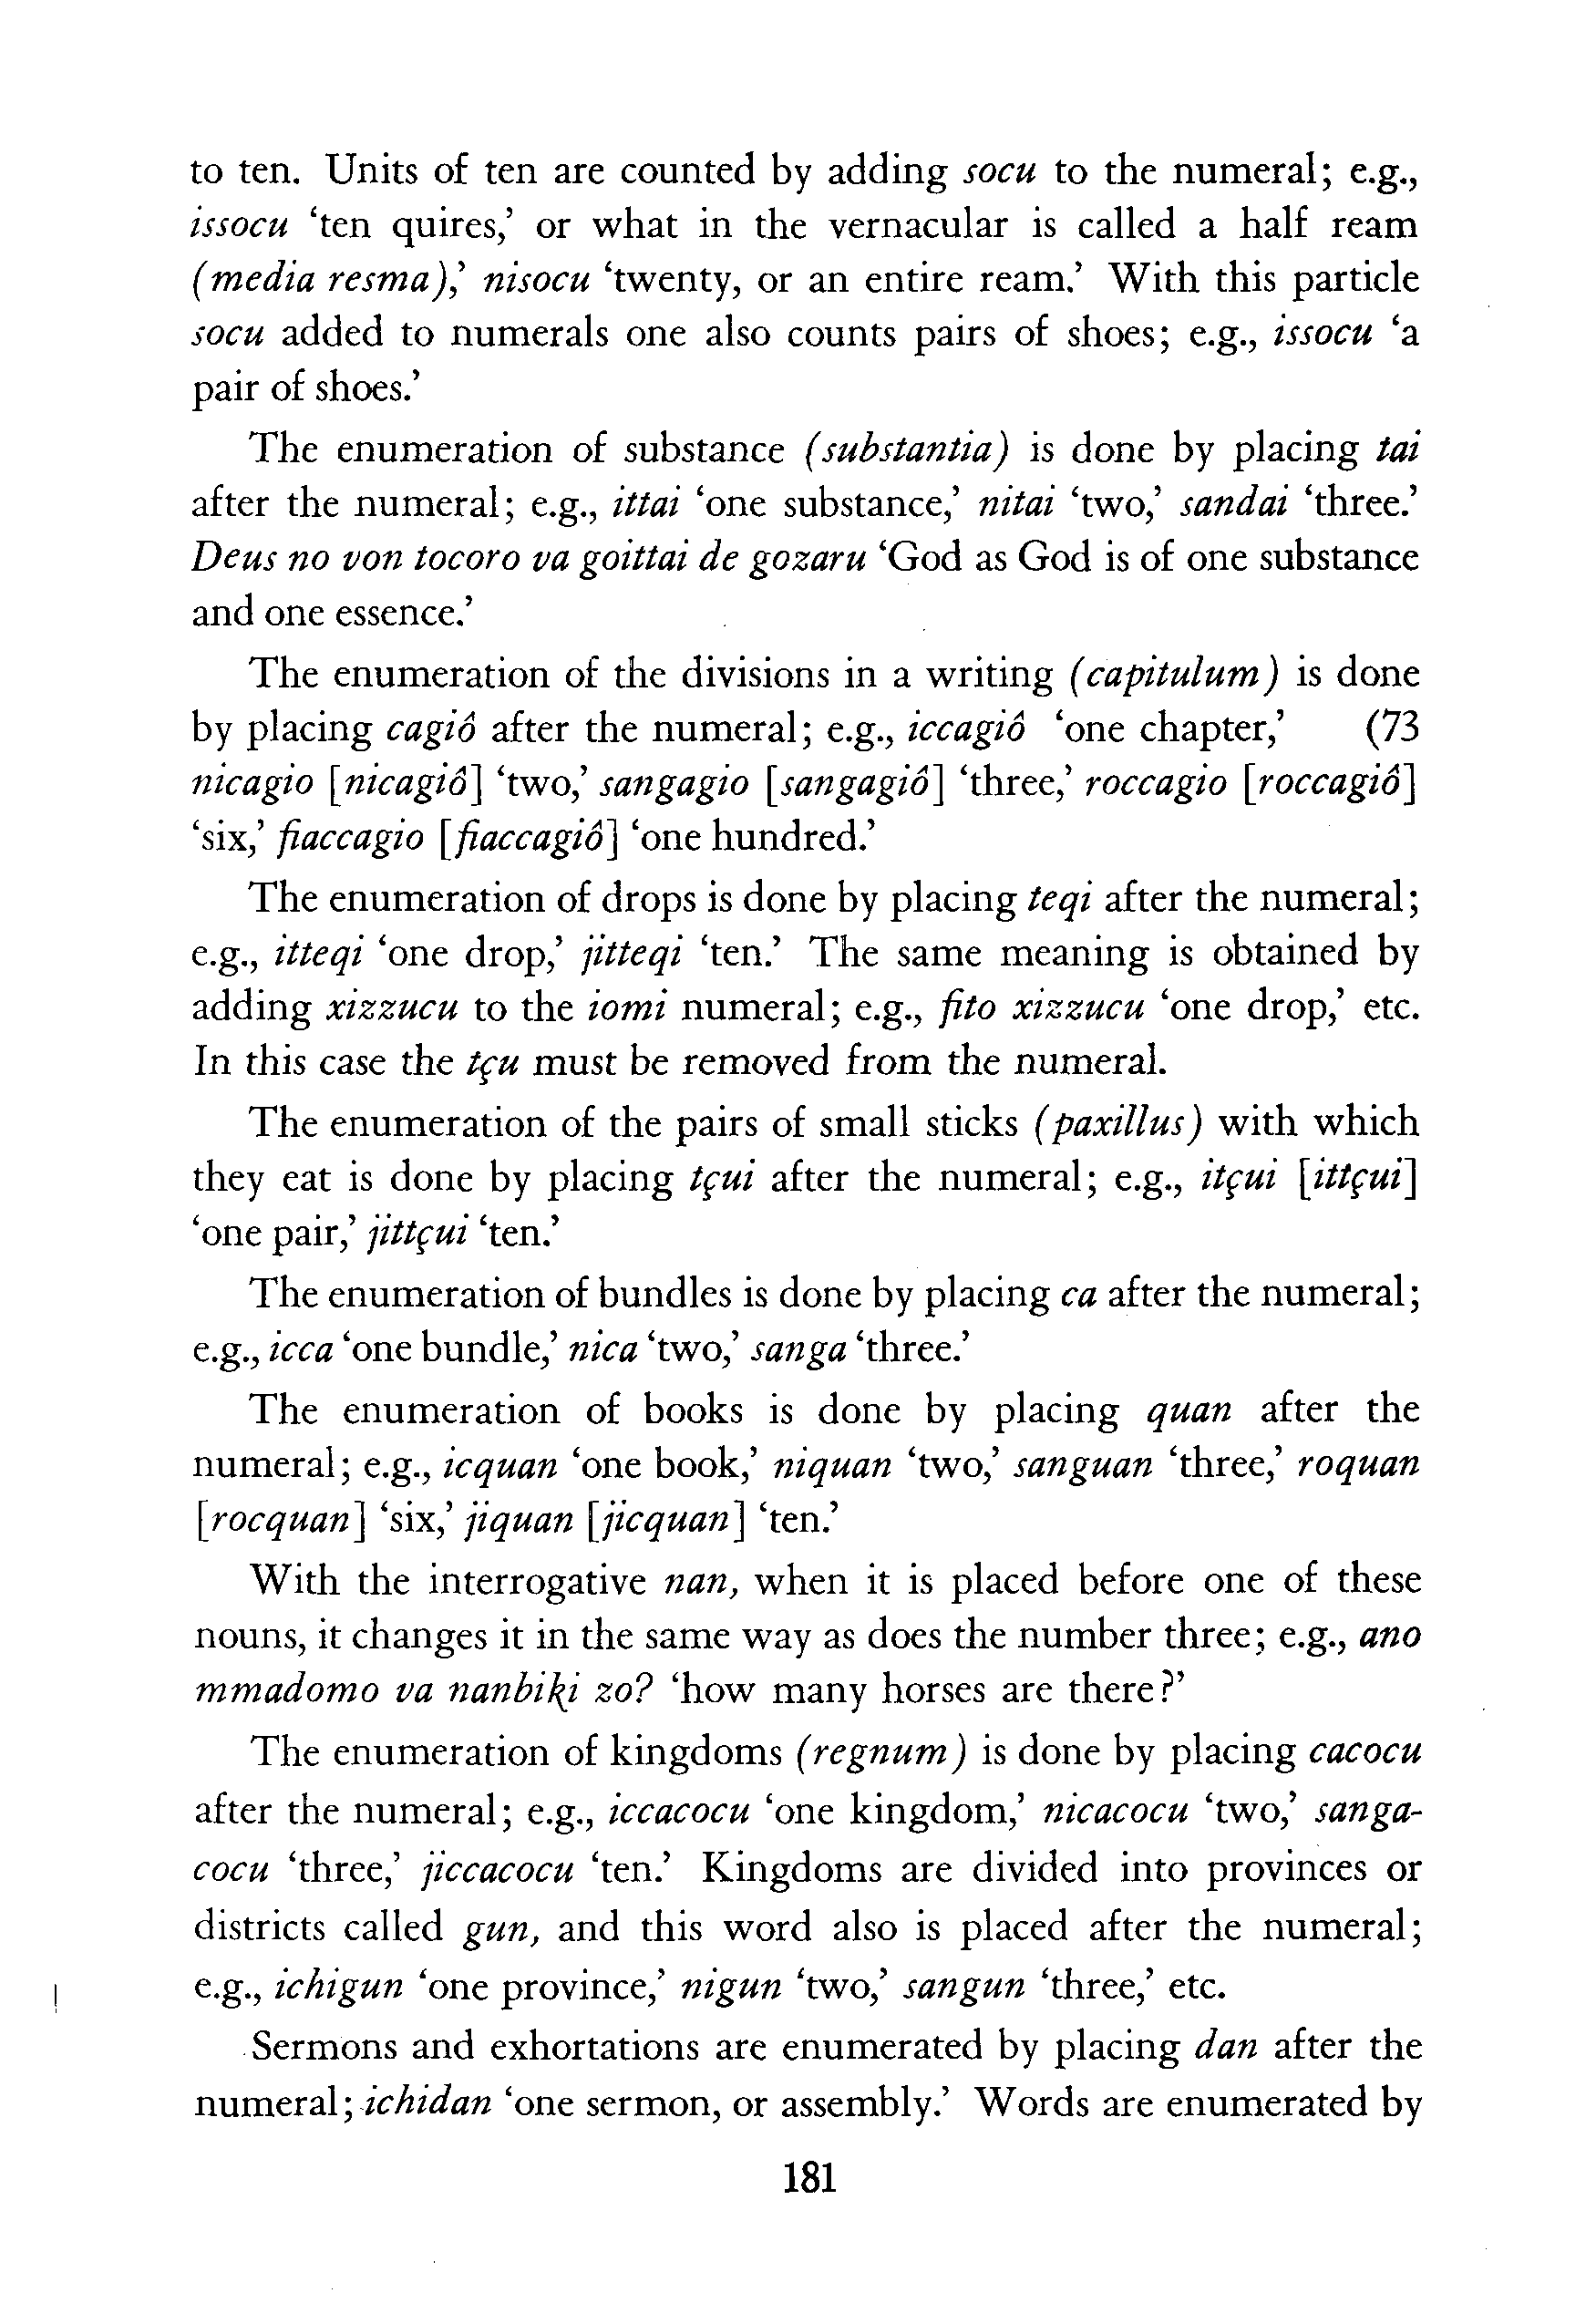 to ten. Units of ten are counted by adding socu to the numeral; e.g.,
issocu ‘ten quires,’ or what in the vernacular is called a half ream
(media resma),’ nisocu ‘twenty, or an entire ream.’ With this particle
socu added to numerals one also counts pairs of shoes; e.g., issocu ‘a
pair of shoes.’
The enumeration of substance (substantia) is done by placing tai
after the numeral; e.g., ittai ‘one substance,’ nitai ‘two,’ sandai ‘three.’
Deus no von tocoro va goittai de gozaru ‘God as God is of one substance
and one essence.’
The enumeration of the divisions in a writing (capitulum) is done
by placing cagiô after the numeral; e.g., iccagiô ‘one chapter,’ (73
nicagio [nicagiô] ‘two,’ sangagio [sangagiô] ‘three,’ roccagio [roccagiô]
‘six,’ fiaccagio [fiaccagiô] ‘one hundred.’
The enumeration of drops is done by placing teqi after the numeral;
e.g., itteqi ‘one drop,’ jitteqi ‘ten.’ The same meaning is obtained by
adding xizzucu to the iomi numeral; e.g., fito xizzucu ‘one drop,’ etc.
In this case the tçu must be removed from the numeral.
The enumeration of the pairs of small sticks (paxillus) with which
they eat is done by placing tçui after the numeral; e.g., itçui [ittçui]
‘one pair,’ jittçui ‘ten.’
The enumeration of bundles is done by placing ca after the numeral;
e.g., icca ‘one bundle,’ nica ‘two,’ sanga ‘three.’
The enumeration of books is done by placing quan after the
numeral; e.g., icquan ‘one book,’ niquan ‘two,’ sanguan ‘three,’ roquan
[rocquan] ‘six,’ jiquan [jicquan] ‘ten.’
With the interrogative nan, when it is placed before one of these
nouns, it changes it in the same way as does the number three; e.g., ano
mmadomo va nanbiki zo? ‘how many horses are there?’
The enumeration of kingdoms (regnum) is done by placing cacocu
after the numeral; e.g., iccacocu ‘one kingdom,’ nicacocu ‘two,’ sanga-
cocu ‘three,’ jiccacocu ‘ten.’ Kingdoms are divided into provinces or
districts called gun, and this word also is placed after the numeral;
e.g., ichigun ‘one province,’ nigun ‘two,’ sangun ‘three,’ etc.
Sermons and exhortations are enumerated by placing dan after the
numeral; ichidan ‘one sermon, or assembly.’ Words are enumerated by
181